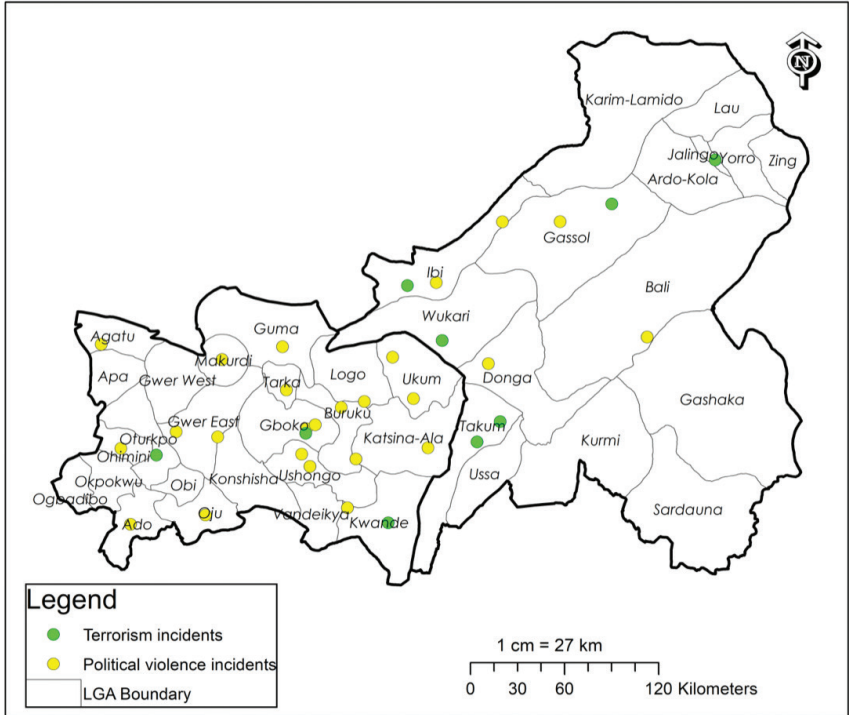 N
Karim-Lamido
Lau
Jalingo
Yorro
Zing
Ardo-Kola
Gassol
Ibi
Bali
Wukari
Guma
Agatu
Makurdi
Apa
Gwer West
Tarka
Logo
Ukum
Donga
Gashaka
Buruku
Gwer East
Gboko
Takum
Oturkpo
Katsina-Ala
Kurmi
Ohimini
Okpokwu
Obi
Konshisha
Ushongo
Ussa
Ogbadibo
Sardauna
Oju
Vandeikya
Kwande
Ado
Legend
Terrorism incidents
Political violence incidents
LGA Boundary
1 cm = 27 km
0 30 60 120 Kilometers